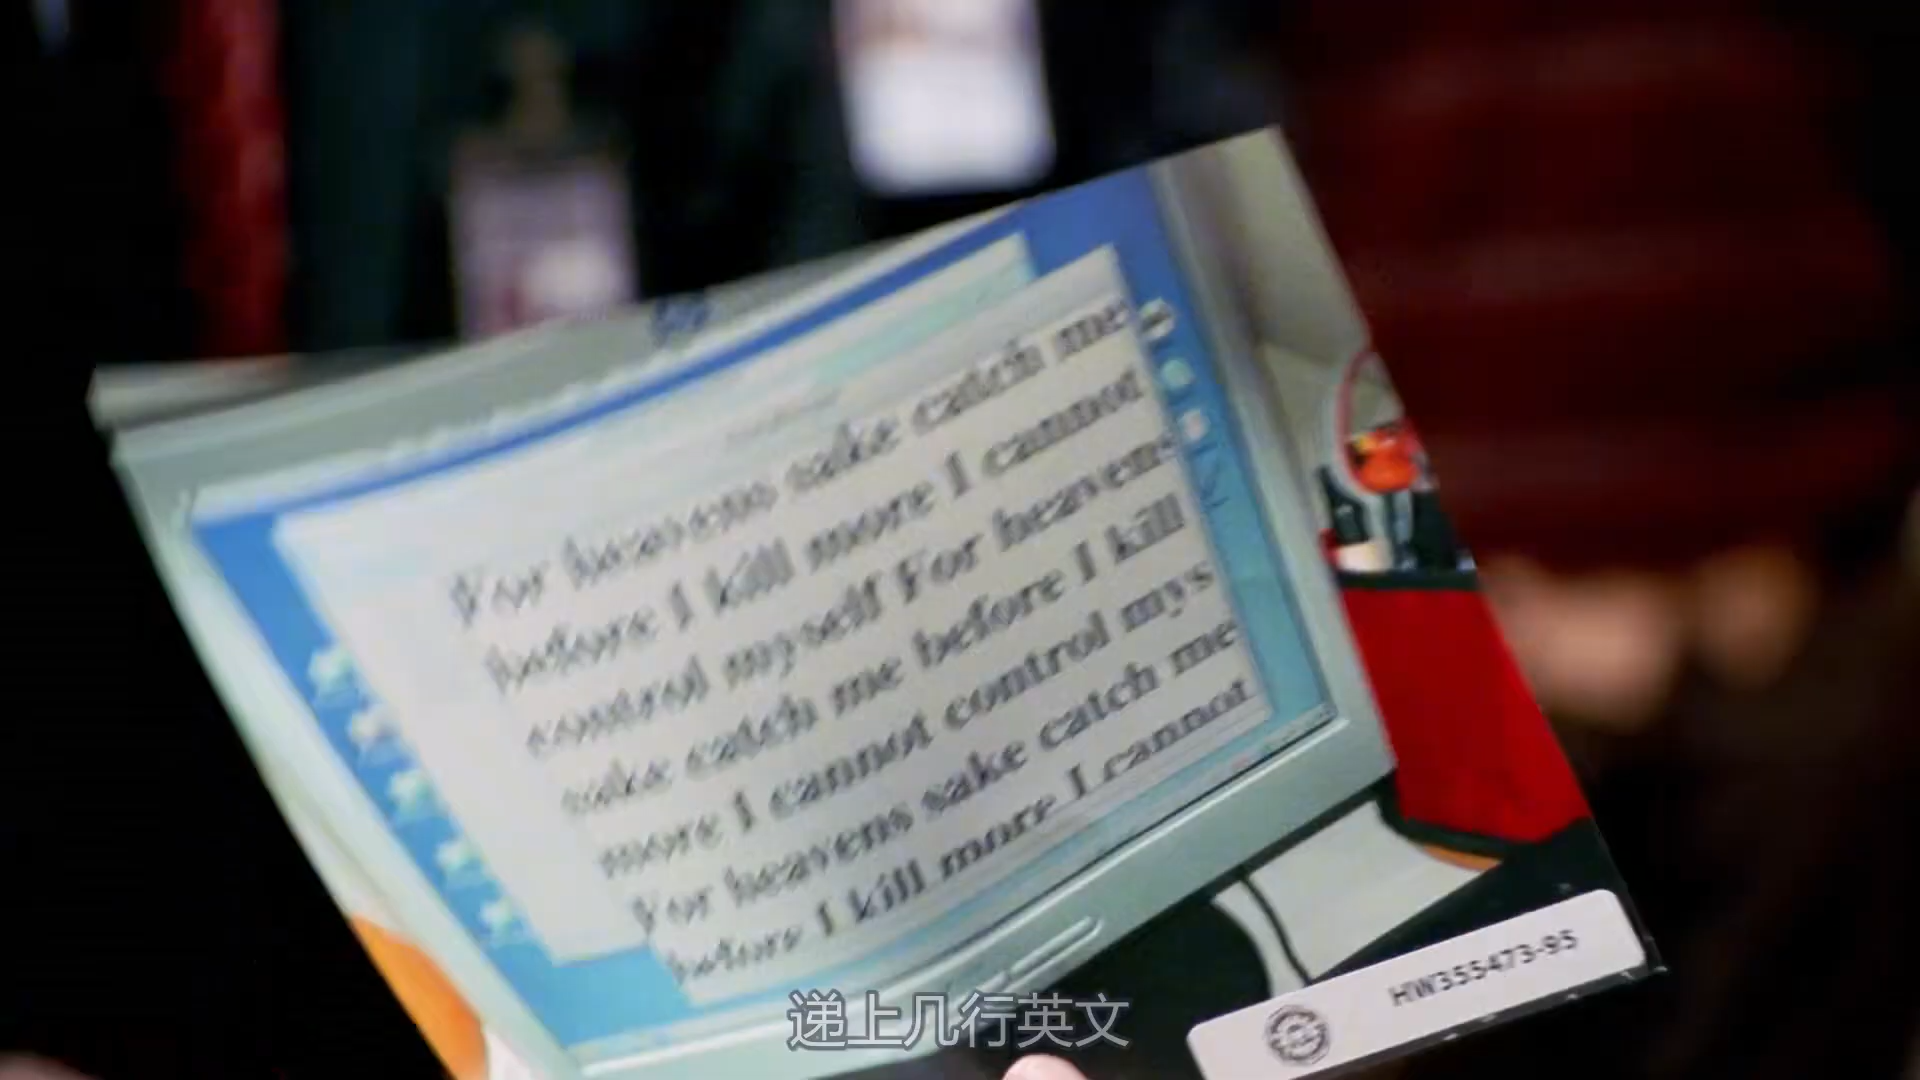 For heavens sake catch me
before I kill more I cannot
control myself For heavens
sake catch me before I kill
more I cannot control mys
For heavens sake catch me
before I kill more I cannot
HW355473-95
递上几行英文